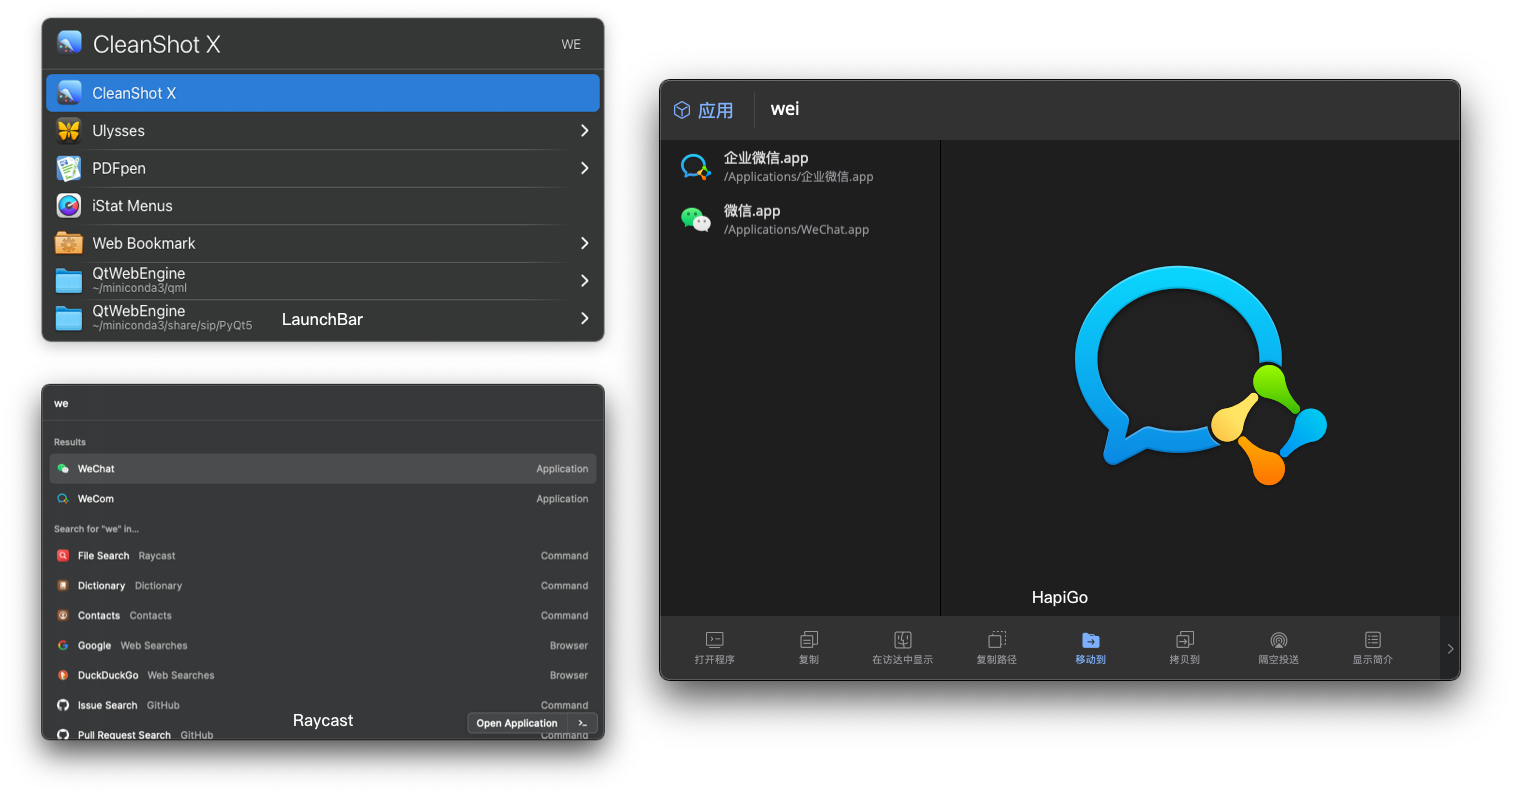 CleanShot X
WE
CleanShot X
Ulysses
PDFpen
iStat Menus
Web Bookmark
QtWebEngine
~/miniconda3/qml
QtWebEngine
~/miniconda3/share/sip/PyQt5
LaunchBar
we
Results
WeChat Application
WeCom Application
Search for "we" in...
File Search Raycast Command
Dictionary Dictionary Command
Contacts Contacts Command
Google Web Searches Browser
DuckDuckGo Web Searches Browser
Issue Search GitHub Command
Raycast
Open Application
Pull Request Search GitHub Command
应用 wei
企业微信.app
/Applications/企业微信.app
微信.app
/Applications/WeChat.app
HapiGo
打开程序 复制 在访达中显示 复制路径 移动到 拷贝到 隔空投送 显示简介